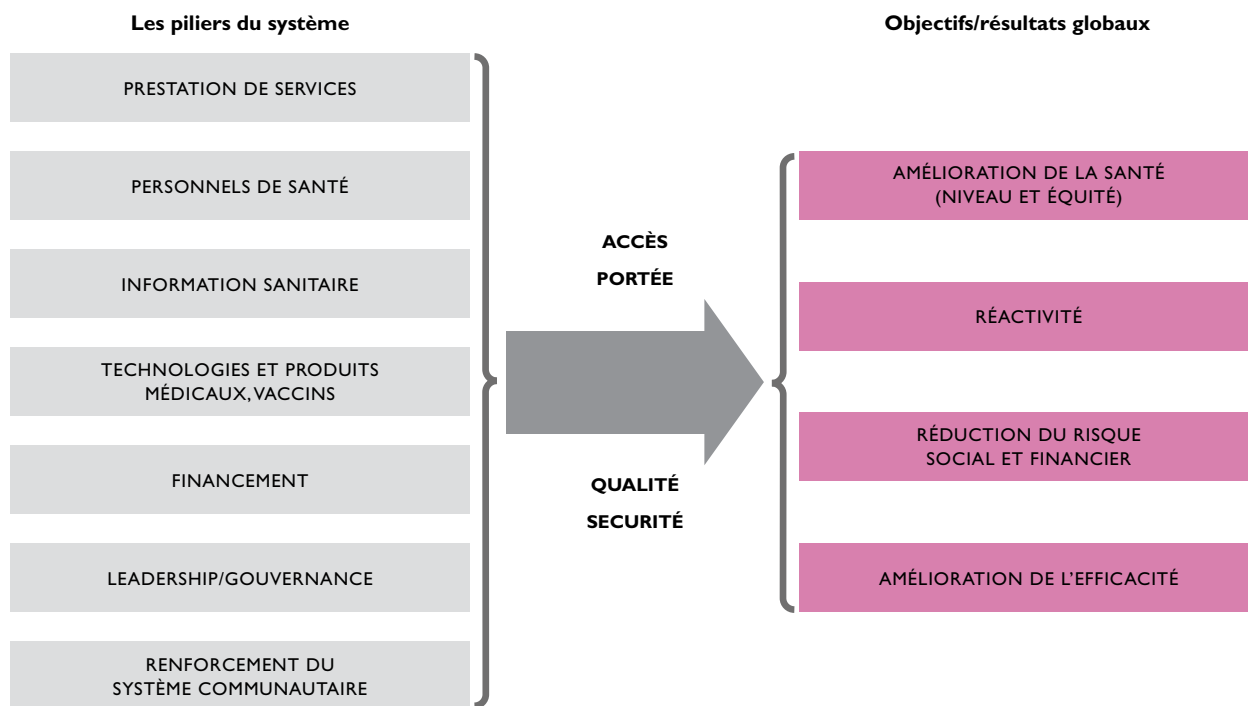 Les piliers du système
PRESTATION DE SERVICES
PERSONNELS DE SANTÉ
INFORMATION SANITAIRE
TECHNOLOGIES ET PRODUITS
MÉDICAUX, VACCINS
FINANCEMENT
LEADERSHIP/GOUVERNANCE
RENFORCEMENT DU
SYSTÈME COMMUNAUTAIRE
ACCÈS
PORTÉE
QUALITÉ
SECURITÉ
Objectifs/résultats globaux
AMÉLIORATION DE LA SANTÉ
(NIVEAU ET ÉQUITÉ)
RÉACTIVITÉ
RÉDUCTION DU RISQUE
SOCIAL ET FINANCIER
AMÉLIORATION DE L’EFFICACITÉ